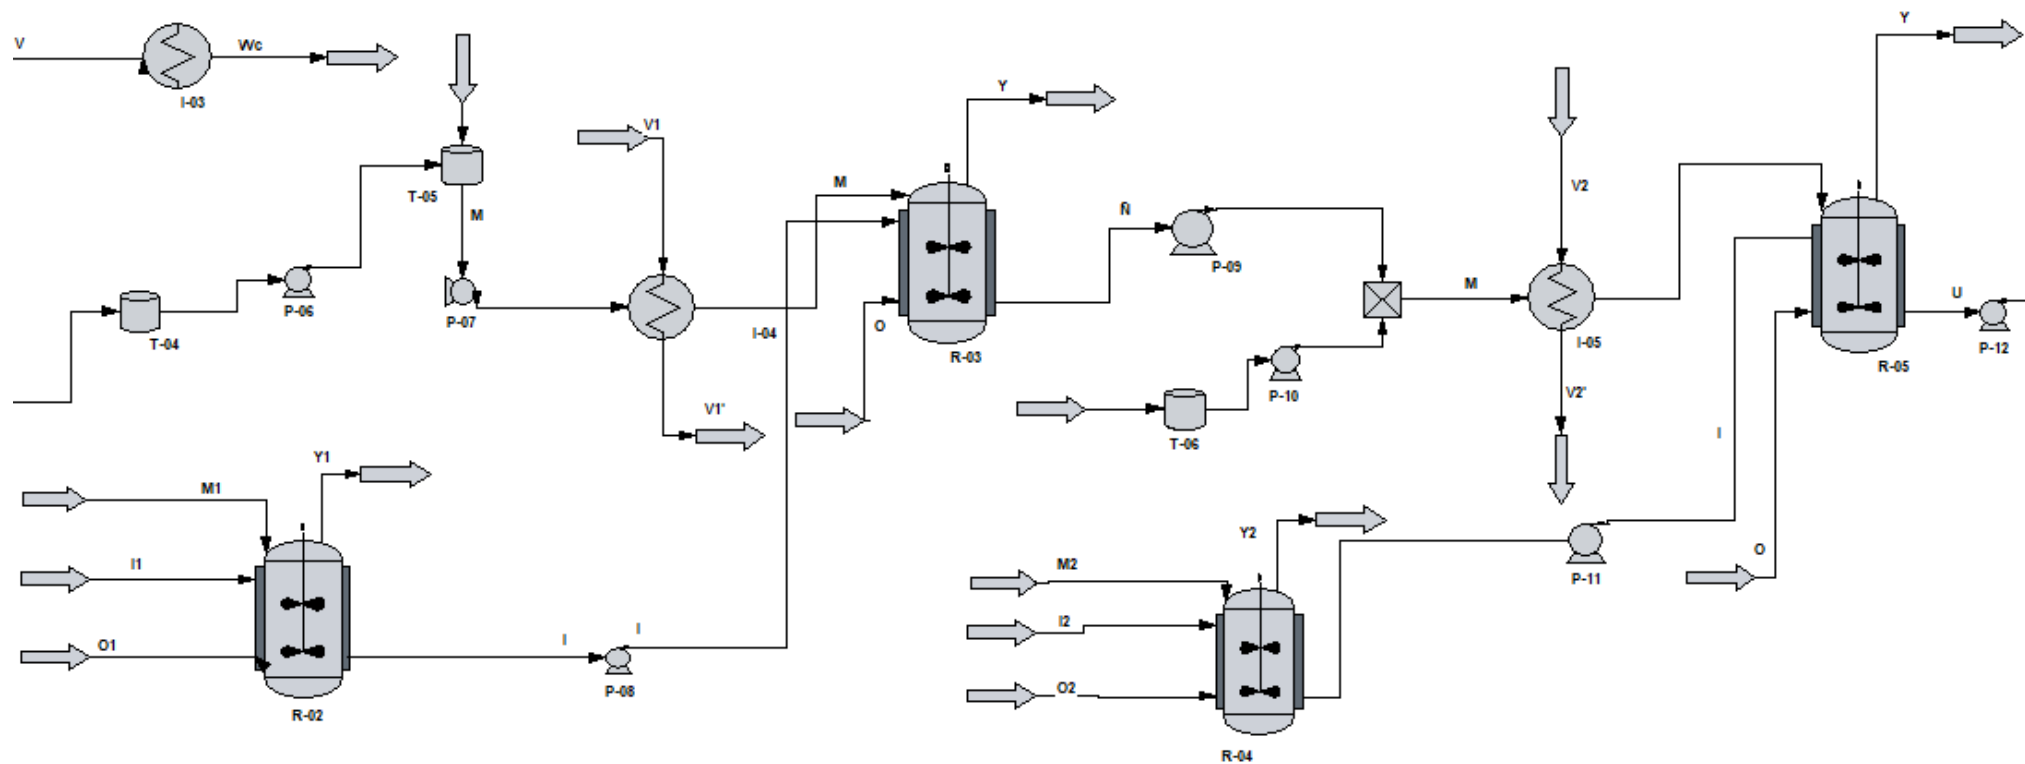 V
Wc
I-03
T-05
M
T-04
P-06
P-07
V1
I-04
V1'
M
Y
R-03
O
Ñ
P-09
P-10
T-06
M
V2
I-05
V2'
Y
R-05
U
P-12
I
O
P-11
Y1
M1
I1
O1
R-02
I
P-08
I
Y2
M2
I2
O2
R-04